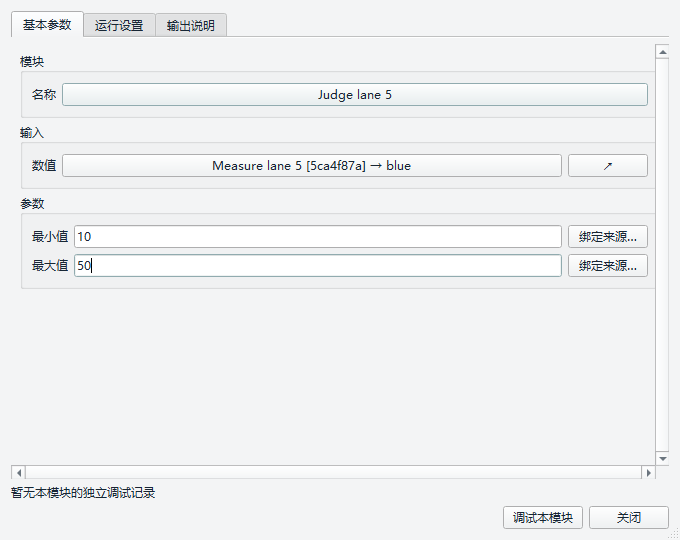 基本参数 运行设置 输出说明
模块
名称 Judge lane 5
输入
数值 Measure lane 5 [5ca4f87a] → blue ↗
参数
最小值 10 绑定来源...
最大值 50 绑定来源...
暂无本模块的独立调试记录
调试本模块 关闭